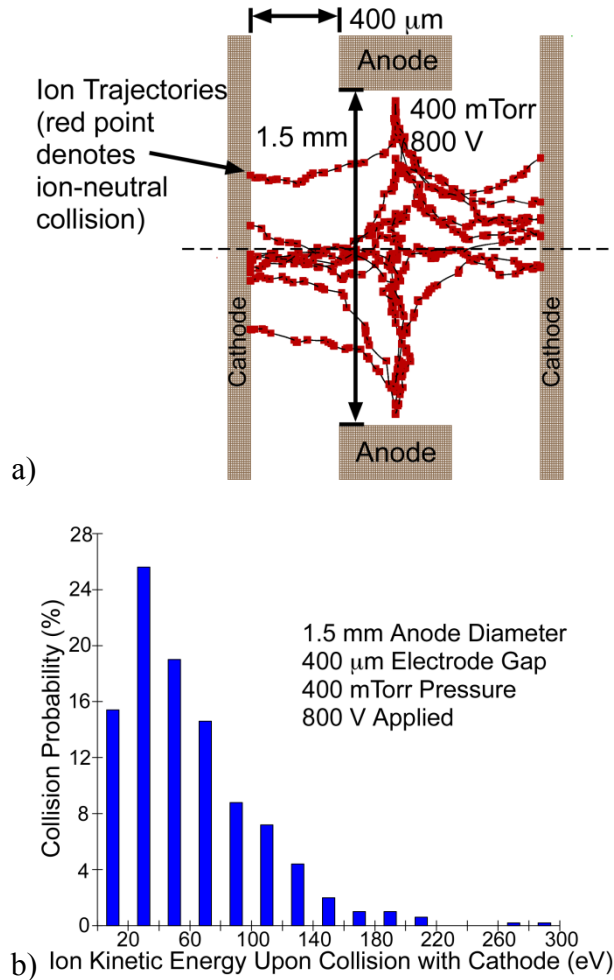 400 μm
Anode
Ion Trajectories
(red point
denotes
ion-neutral
collision)
1.5 mm
400 mTorr
800 V
Cathode
Cathode
Anode
a)
28
24
20
16
12
8
4
0
Collision Probability (%)
1.5 mm Anode Diameter
400 μm Electrode Gap
400 mTorr Pressure
800 V Applied
20 60 100 140 180 220 260 300
b) Ion Kinetic Energy Upon Collision with Cathode (eV)